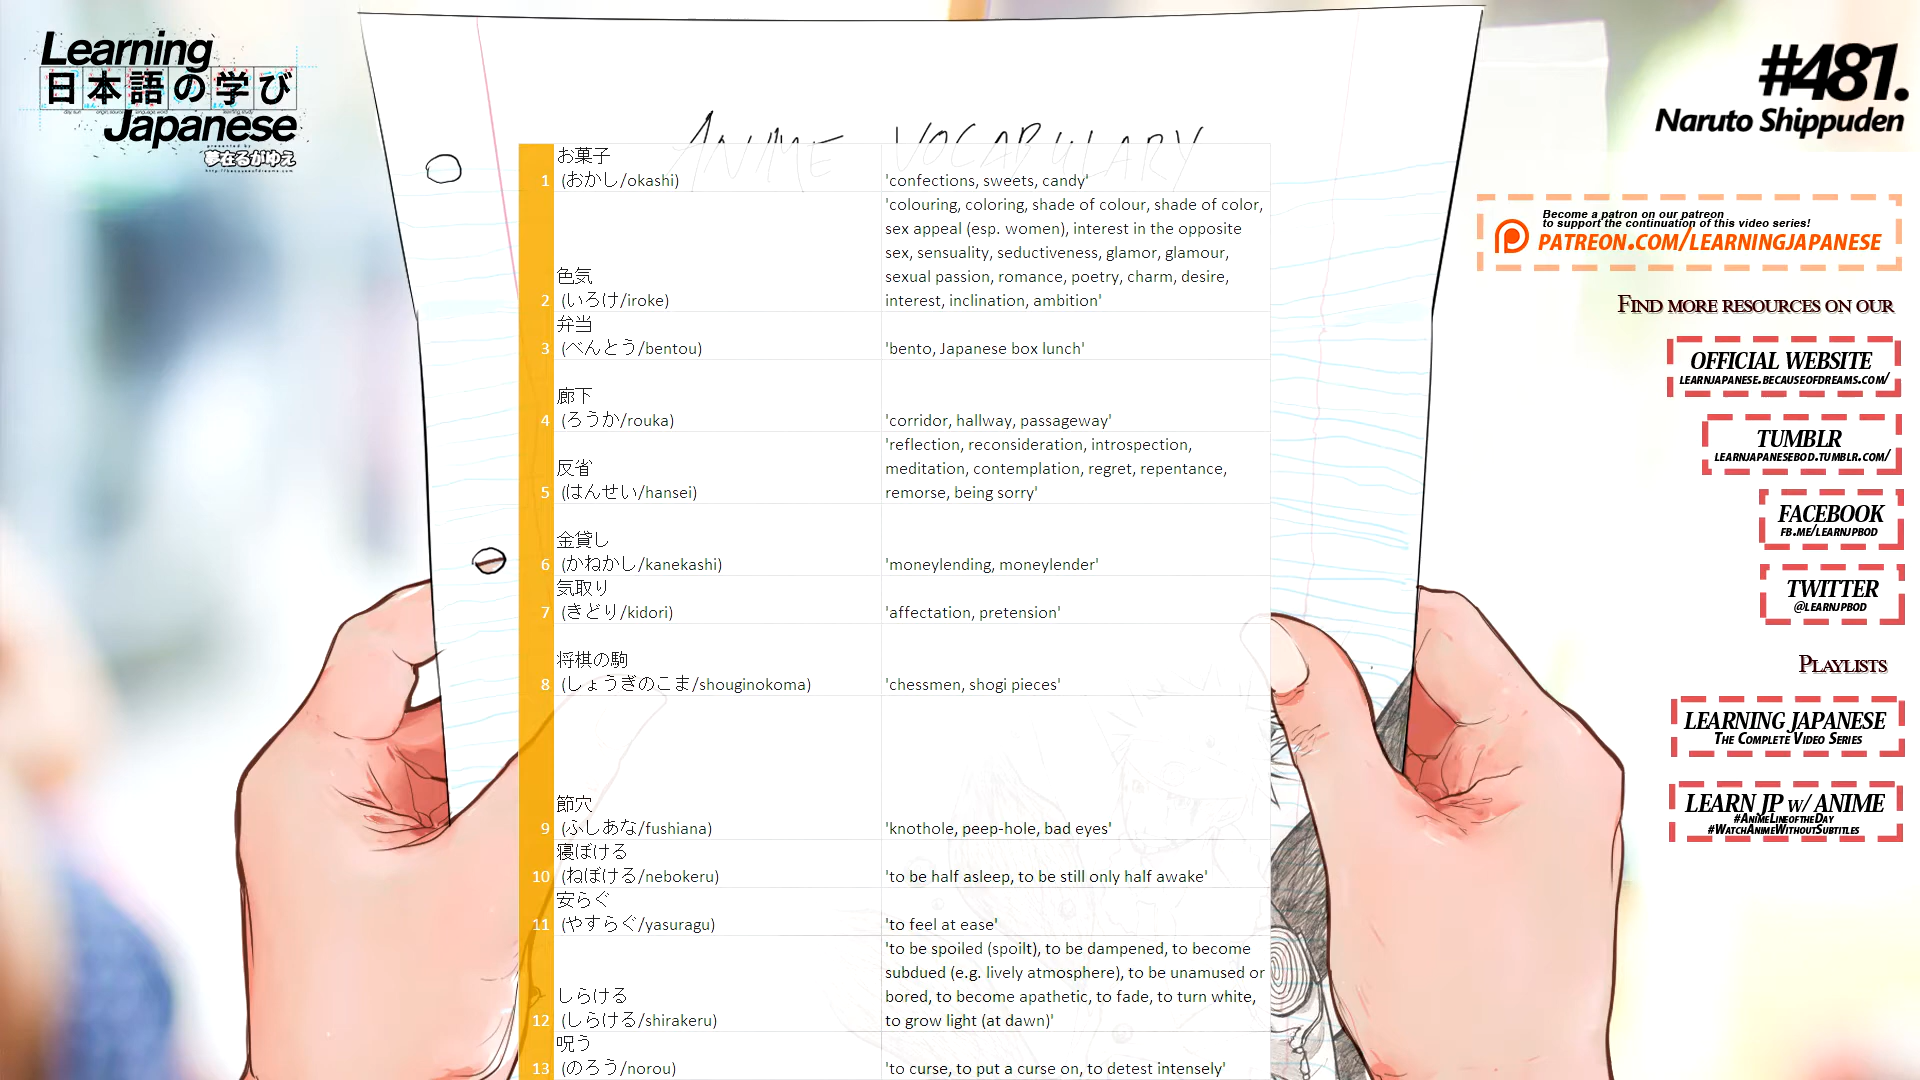 Learning
日本語の学び
Japanese
presented by
夢在るがゆえ
http://becauseofdreams.com
#481.
Naruto Shippuden
ANIME VOCABULARY
お菓子
1 (おかし/okashi) 'confections, sweets, candy'
'colouring, coloring, shade of colour, shade of color,
sex appeal (esp. women), interest in the opposite
sex, sensuality, seductiveness, glamor, glamour,
色気 sexual passion, romance, poetry, charm, desire,
2 (いろけ/iroke) interest, inclination, ambition'
弁当
3 (べんとう/bentou) 'bento, Japanese box lunch'
廊下
4 (ろうか/rouka) 'corridor, hallway, passageway'
'reflection, reconsideration, introspection,
反省 meditation, contemplation, regret, repentance,
5 (はんせい/hansei) remorse, being sorry'
金貸し
6 (かねかし/kanekashi) 'moneylending, moneylender'
気取り
7 (きどり/kidori) 'affectation, pretension'
将棋の駒
8 (しょうぎのこま/shouginokoma) 'chessmen, shogi pieces'
節穴
9 (ふしあな/fushiana) 'knothole, peep-hole, bad eyes'
寝ぼける
10 (ねぼける/nebokeru) 'to be half asleep, to be still only half awake'
安らぐ
11 (やすらぐ/yasuragu) 'to feel at ease'
'to be spoiled (spoilt), to be dampened, to become
subdued (e.g. lively atmosphere), to be unamused or
しらける bored, to become apathetic, to fade, to turn white,
12 (しらける/shirakeru) to grow light (at dawn)'
呪う
13 (のろう/norou) 'to curse, to put a curse on, to detest intensely'
Become a patron on our patreon
to support the continuation of this video series!
PATREON.COM/LEARNINGJAPANESE
FIND MORE RESOURCES ON OUR
OFFICIAL WEBSITE
LEARNJAPANESE.BECAUSEOFDREAMS.COM/
TUMBLR
LEARNJAPANESEBOD.TUMBLR.COM/
FACEBOOK
FB.ME/LEARNJPBOD
TWITTER
@LEARNJPBOD
PLAYLISTS
LEARNING JAPANESE
THE COMPLETE VIDEO SERIES
LEARN JP W/ ANIME
#ANIMELINEOFTHEDAY
#WATCHANIMEWITHOUTSUBTITLES